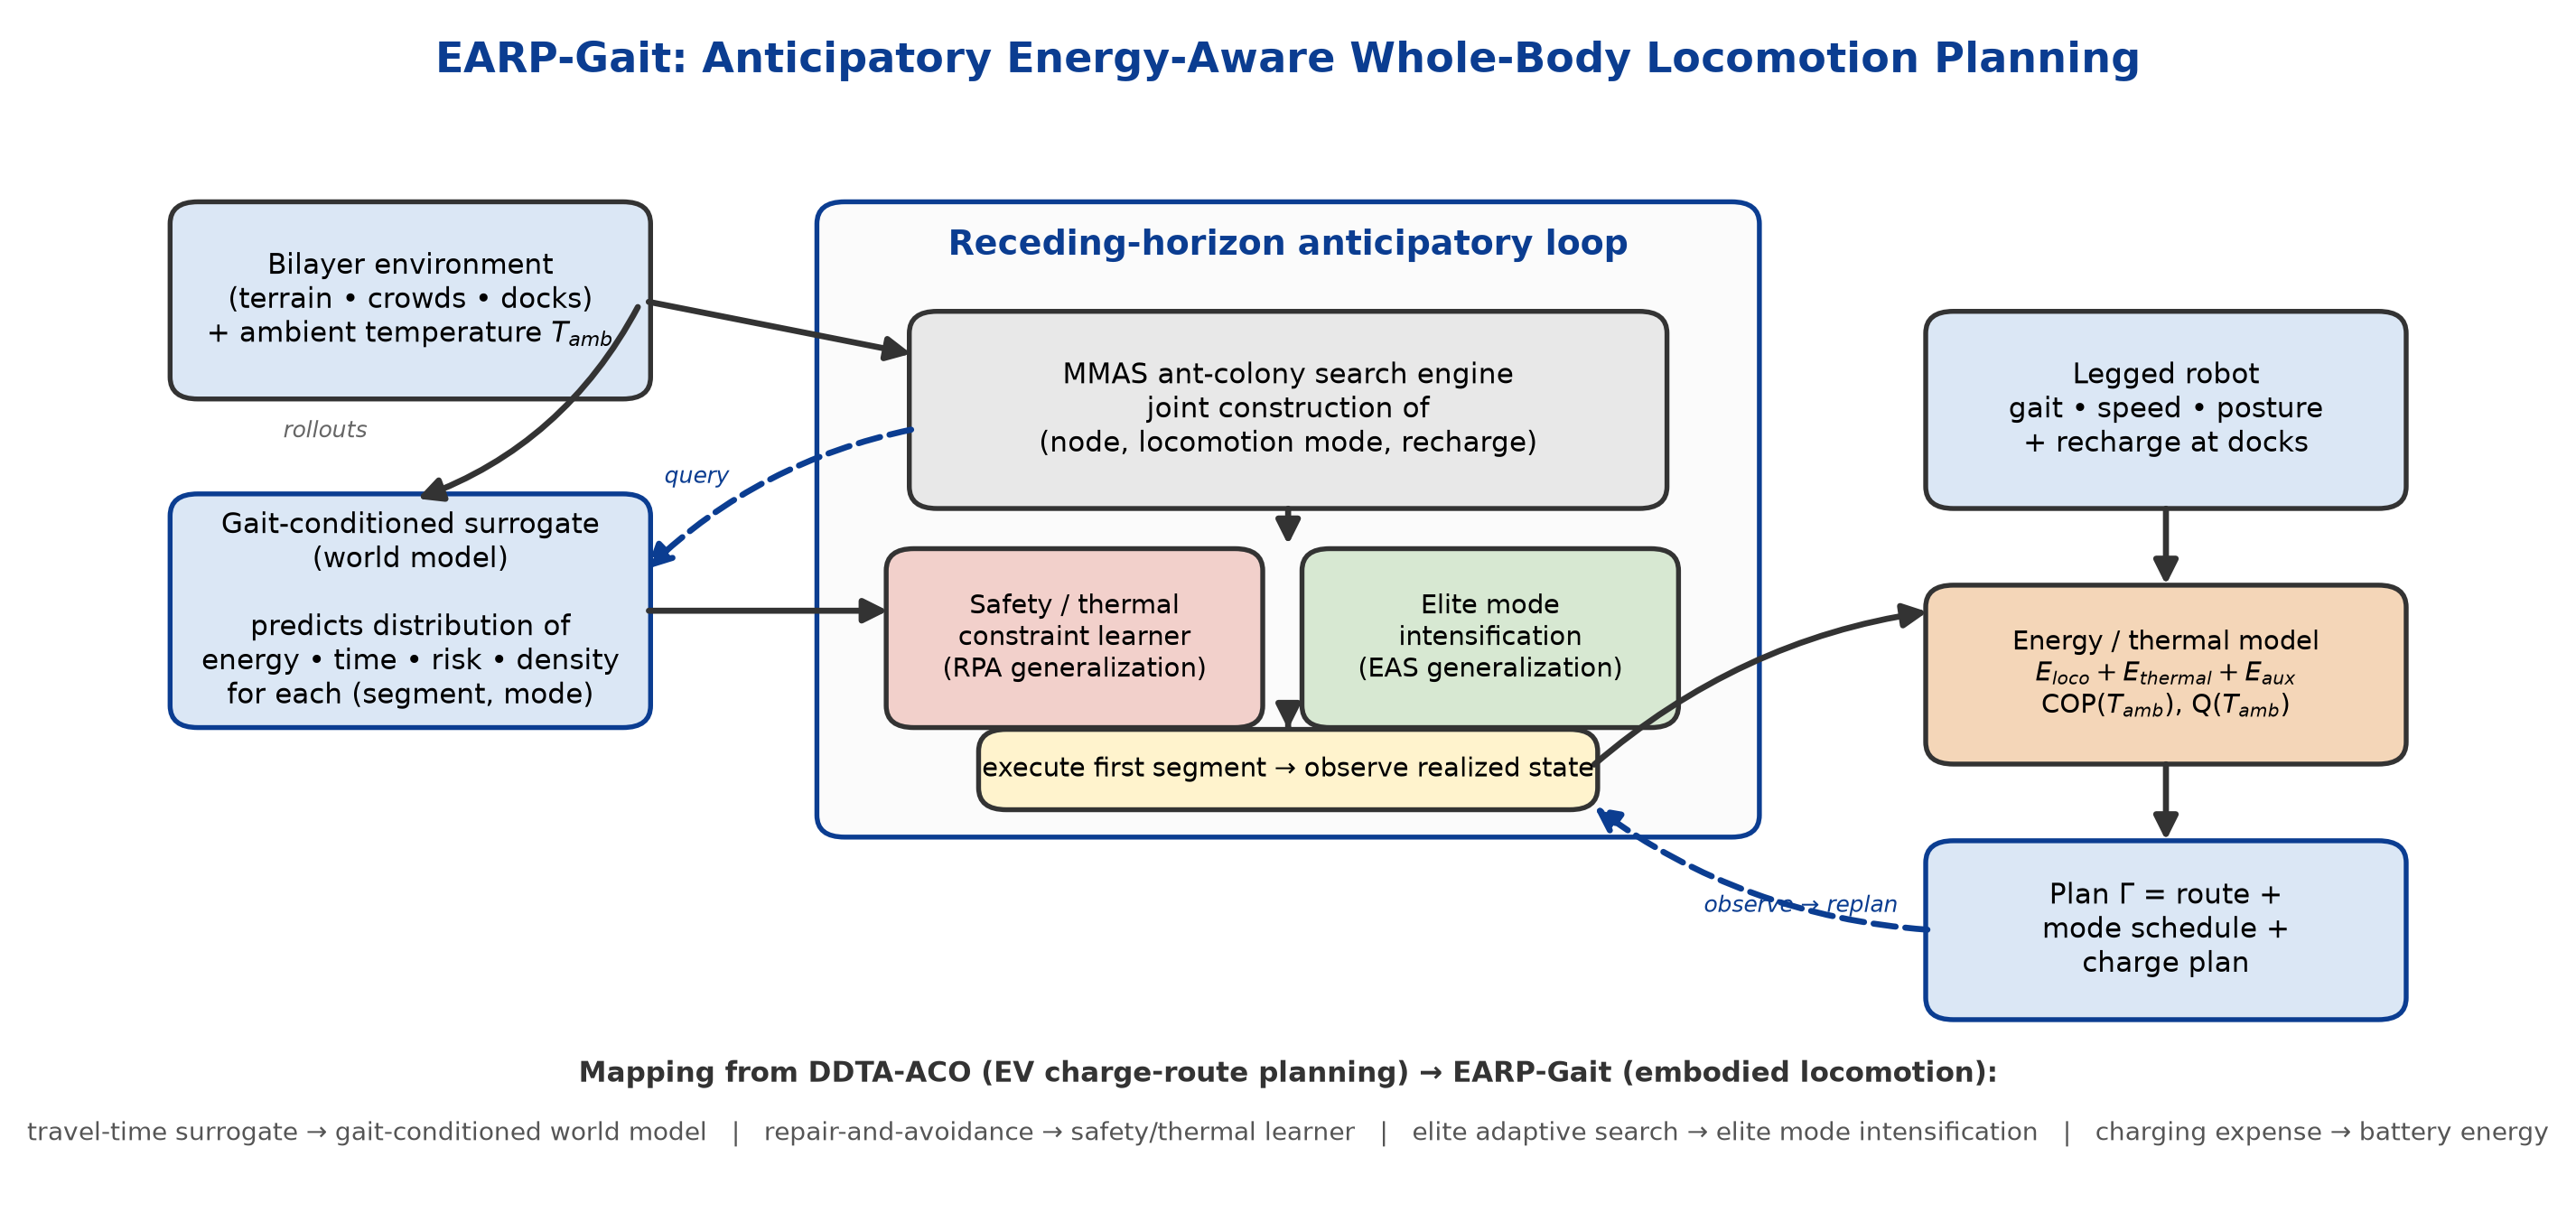 EARP-Gait: Anticipatory Energy-Aware Whole-Body Locomotion Planning
Bilayer environment
(terrain • crowds • docks)
+ ambient temperature T_amb
rollouts
Gait-conditioned surrogate
(world model)
predicts distribution of
energy • time • risk • density
for each (segment, mode)
query
Receding-horizon anticipatory loop
MMAS ant-colony search engine
joint construction of
(node, locomotion mode, recharge)
Safety / thermal
constraint learner
(RPA generalization)
Elite mode
intensification
(EAS generalization)
execute first segment → observe realized state
Legged robot
gait • speed • posture
+ recharge at docks
Energy / thermal model
E_loco + E_thermal + E_aux
COP(T_amb), Q(T_amb)
observe → replan
Plan Γ = route +
mode schedule +
charge plan
Mapping from DDTA-ACO (EV charge-route planning) → EARP-Gait (embodied locomotion):
travel-time surrogate → gait-conditioned world model | repair-and-avoidance → safety/thermal learner | elite adaptive search → elite mode intensification | charging expense → battery energy